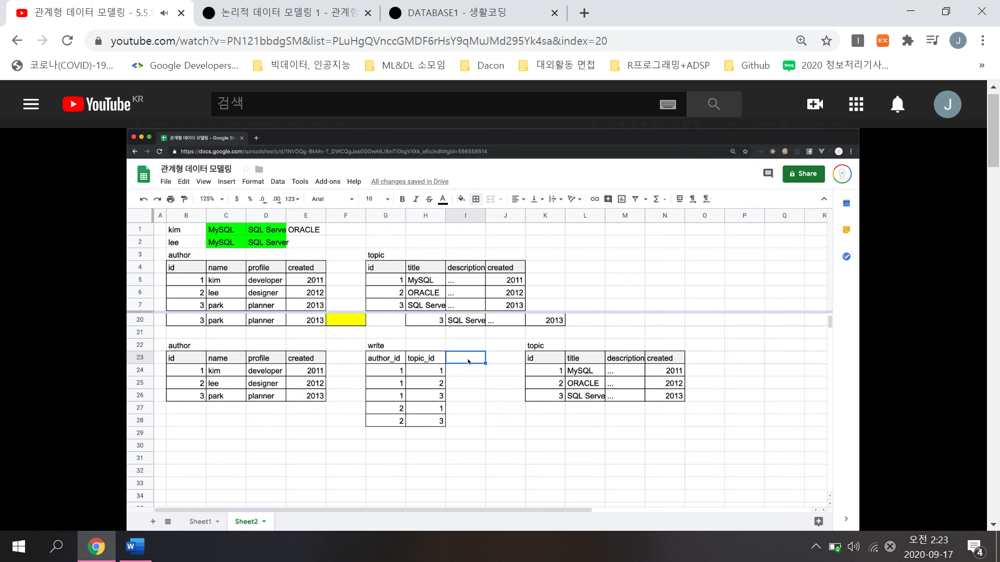 관계형 데이터 모델링 - 5.5.1
논리적 데이터 모델링 1 - 관계형
DATABASE1 - 생활코딩
youtube.com/watch?v=PN121bbdgSM&list=PLuHgQVnccGMDF6rHsY9qMuJMd295Yk4sa&index=20
I
EX
J
코로나(COVID)-19...
Google Developers...
빅데이터, 인공지능
ML&DL 소모임
Dacon
대외활동 면접
R프로그래밍+ADSP
Github
blog
2020 정보처리기사...
»
YouTube KR
검색
J
관계형 데이터 모델링 - Google Sh
https://docs.google.com/spreadsheets/d/1NVDQg-BkMn-T_DWCQgJes0GOwA6J8mTl0kgVXkk_eEo/edit#gid=556558514
관계형 데이터 모델링
Share
File Edit View Insert Format Data Tools Add-ons Help All changes saved in Drive
125% $ % .0 .00 123 Arial 10 B I S A
31
A B C D E F G H I J K L M N O P Q R
1 kim MySQL SQL Serve ORACLE
2 lee MySQL SQL Server
3 author topic
4 id name profile created id title description created
5 1 kim developer 2011 1 MySQL ... 2011
6 2 lee designer 2012 2 ORACLE ... 2012
7 3 park planner 2013 3 SQL Serve ... 2013
20 3 park planner 2013 3 SQL Serve ... 2013
21
22 author write topic
23 id name profile created author_id topic_id id title description created
24 1 kim developer 2011 1 1 1 MySQL ... 2011
25 2 lee designer 2012 1 2 2 ORACLE ... 2012
26 3 park planner 2013 1 3 3 SQL Serve ... 2013
27 2 1
28 2 3
29
30
31
32
33
34
Sheet1 Sheet2
W
오전 2:23
2020-09-17
4